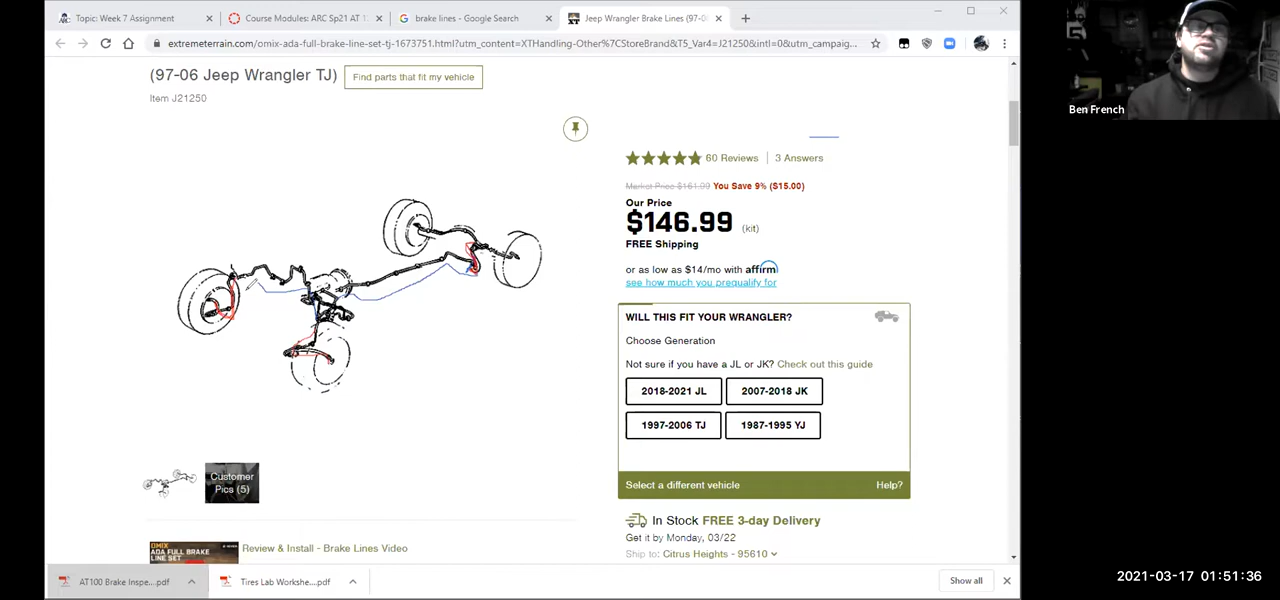 Topic: Week 7 Assignment
Course Modules: ARC Sp21 AT 1
brake lines - Google Search
Jeep Wrangler Brake Lines (97-0
extremeterrain.com/omix-ada-full-brake-line-set-tj-1673751.html?utm_content=XTHandling-Other%7CStoreBrand&T5_Var4=J21250&intl=0&utm_campaig...
(97-06 Jeep Wrangler TJ)
Find parts that fit my vehicle
Item J21250
Ben French
60 Reviews
3 Answers
Market Price $161.99 You Save 9% ($15.00)
Our Price
$146.99 (kit)
FREE Shipping
or as low as $14/mo with affirm
see how much you prequalify for
WILL THIS FIT YOUR WRANGLER?
Choose Generation
Not sure if you have a JL or JK? Check out this guide
2018-2021 JL
2007-2018 JK
1997-2006 TJ
1987-1995 YJ
Select a different vehicle
Help?
Customer
Pics (5)
In Stock FREE 3-day Delivery
Get it by Monday, 03/22
Ship to: Citrus Heights - 95610
OMIX
ADA FULL BRAKE
LINE SET
Review & Install - Brake Lines Video
AT100 Brake Inspe....pdf
Tires Lab Workshe....pdf
Show all
2021-03-17 01:51:36